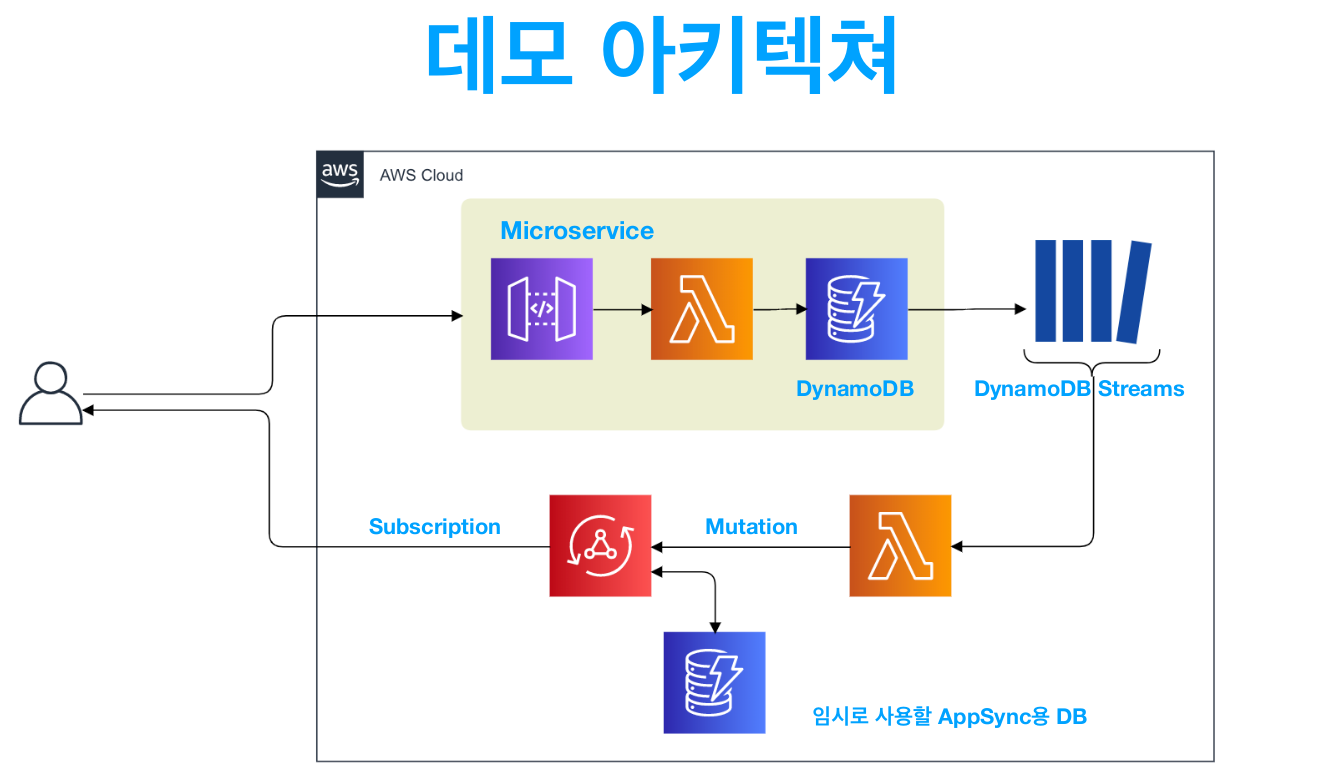 데모 아키텍쳐
aws
AWS Cloud
Microservice
</>
DynamoDB
DynamoDB Streams
Subscription
Mutation
임시로 사용할 AppSync용 DB